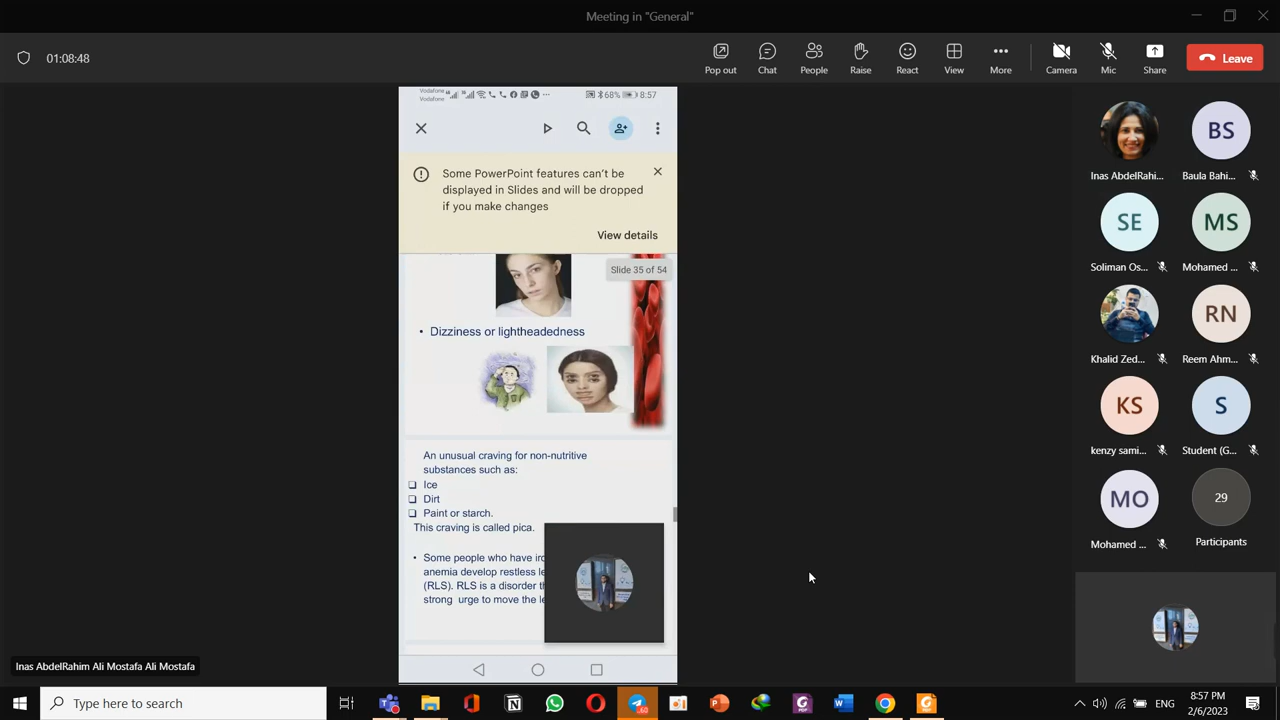 Meeting in "General"
01:08:48
Pop out
Chat
People
Raise
React
View
More
Camera
Mic
Share
Leave
Vodafone
Vodafone
68%
8:57
Some PowerPoint features can't be
displayed in Slides and will be dropped
if you make changes
View details
Slide 35 of 54
• Dizziness or lightheadedness
An unusual craving for non-nutritive
substances such as:
❑ Ice
❑ Dirt
❑ Paint or starch.
This craving is called pica.
• Some people who have
anemia develop restless
(RLS). RLS is a disorder
strong urge to move the
BS
Inas AbdelRahi...
Baula Bahi...
SE
MS
Soliman Os...
Mohamed ...
RN
Khalid Zed...
Reem Ahm...
KS
S
kenzy sami...
Student (G...
MO
29
Mohamed ...
Participants
Inas AbdelRahim Ali Mostafa Ali Mostafa
Type here to search
ENG
8:57 PM
2/6/2023